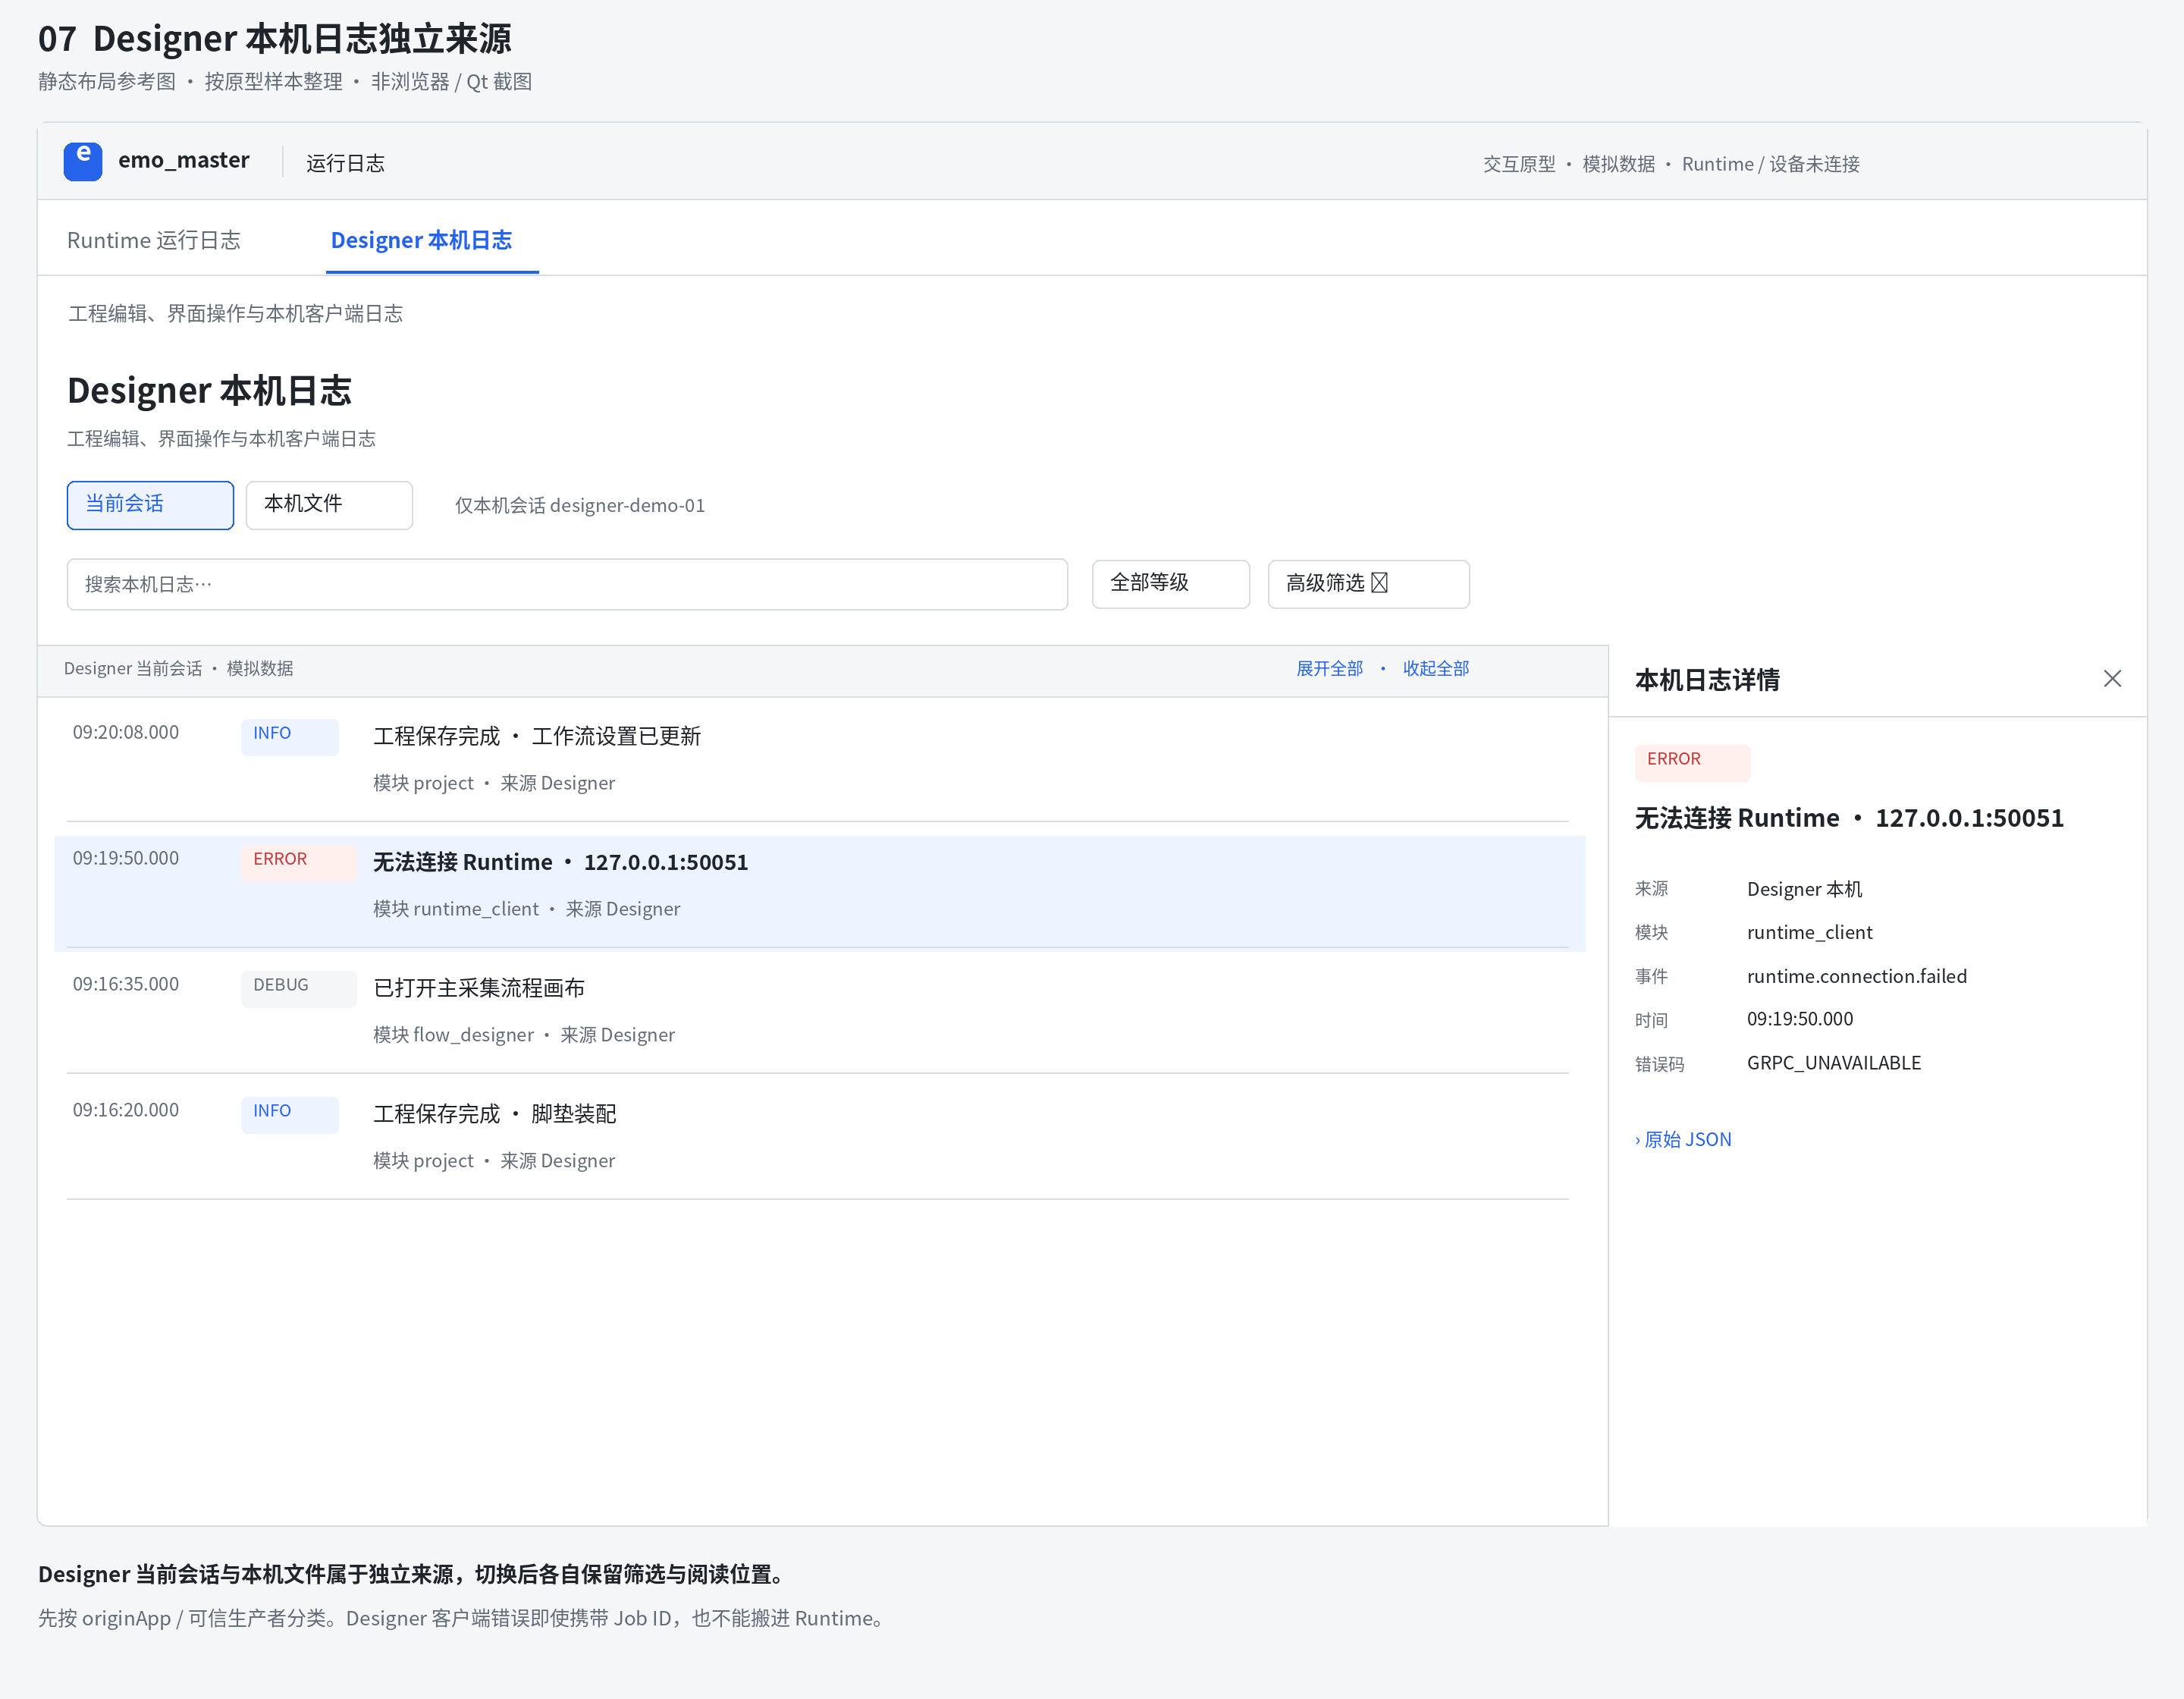 07 Designer 本机日志独立来源
静态布局参考图 · 按原型样本整理 · 非浏览器 / Qt 截图
e emo_master 运行日志 交互原型 · 模拟数据 · Runtime / 设备未连接
Runtime 运行日志 Designer 本机日志
工程编辑、界面操作与本机客户端日志
Designer 本机日志
工程编辑、界面操作与本机客户端日志
当前会话 本机文件 仅本机会话 designer-demo-01
搜索本机日志… 全部等级 高级筛选
Designer 当前会话 · 模拟数据 展开全部 · 收起全部
09:20:08.000 INFO 工程保存完成 · 工作流设置已更新
模块 project · 来源 Designer
09:19:50.000 ERROR 无法连接 Runtime · 127.0.0.1:50051
模块 runtime_client · 来源 Designer
09:16:35.000 DEBUG 已打开主采集流程画布
模块 flow_designer · 来源 Designer
09:16:20.000 INFO 工程保存完成 · 脚垫装配
模块 project · 来源 Designer
本机日志详情
ERROR
无法连接 Runtime · 127.0.0.1:50051
来源 Designer 本机
模块 runtime_client
事件 runtime.connection.failed
时间 09:19:50.000
错误码 GRPC_UNAVAILABLE
› 原始 JSON
Designer 当前会话与本机文件属于独立来源，切换后各自保留筛选与阅读位置。
先按 originApp / 可信生产者分类。Designer 客户端错误即使携带 Job ID，也不能搬进 Runtime。